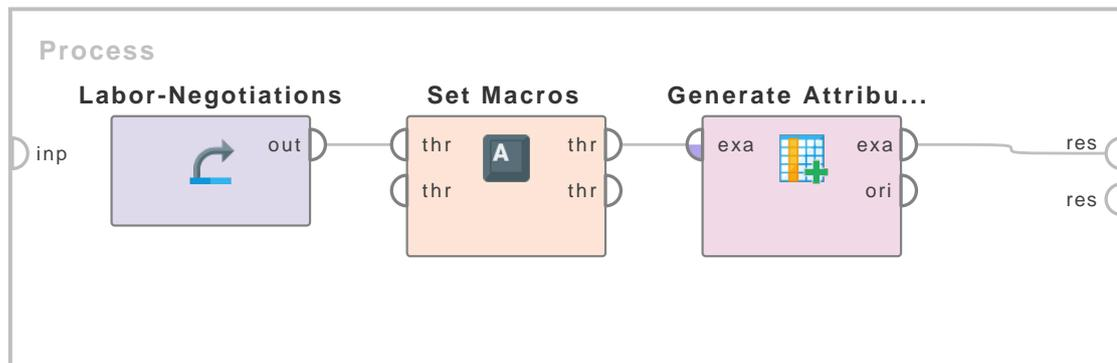 Process
Labor-Negotiations Set Macros Generate Attribu...
inp out thr thr exa exa res
thr thr ori res
A